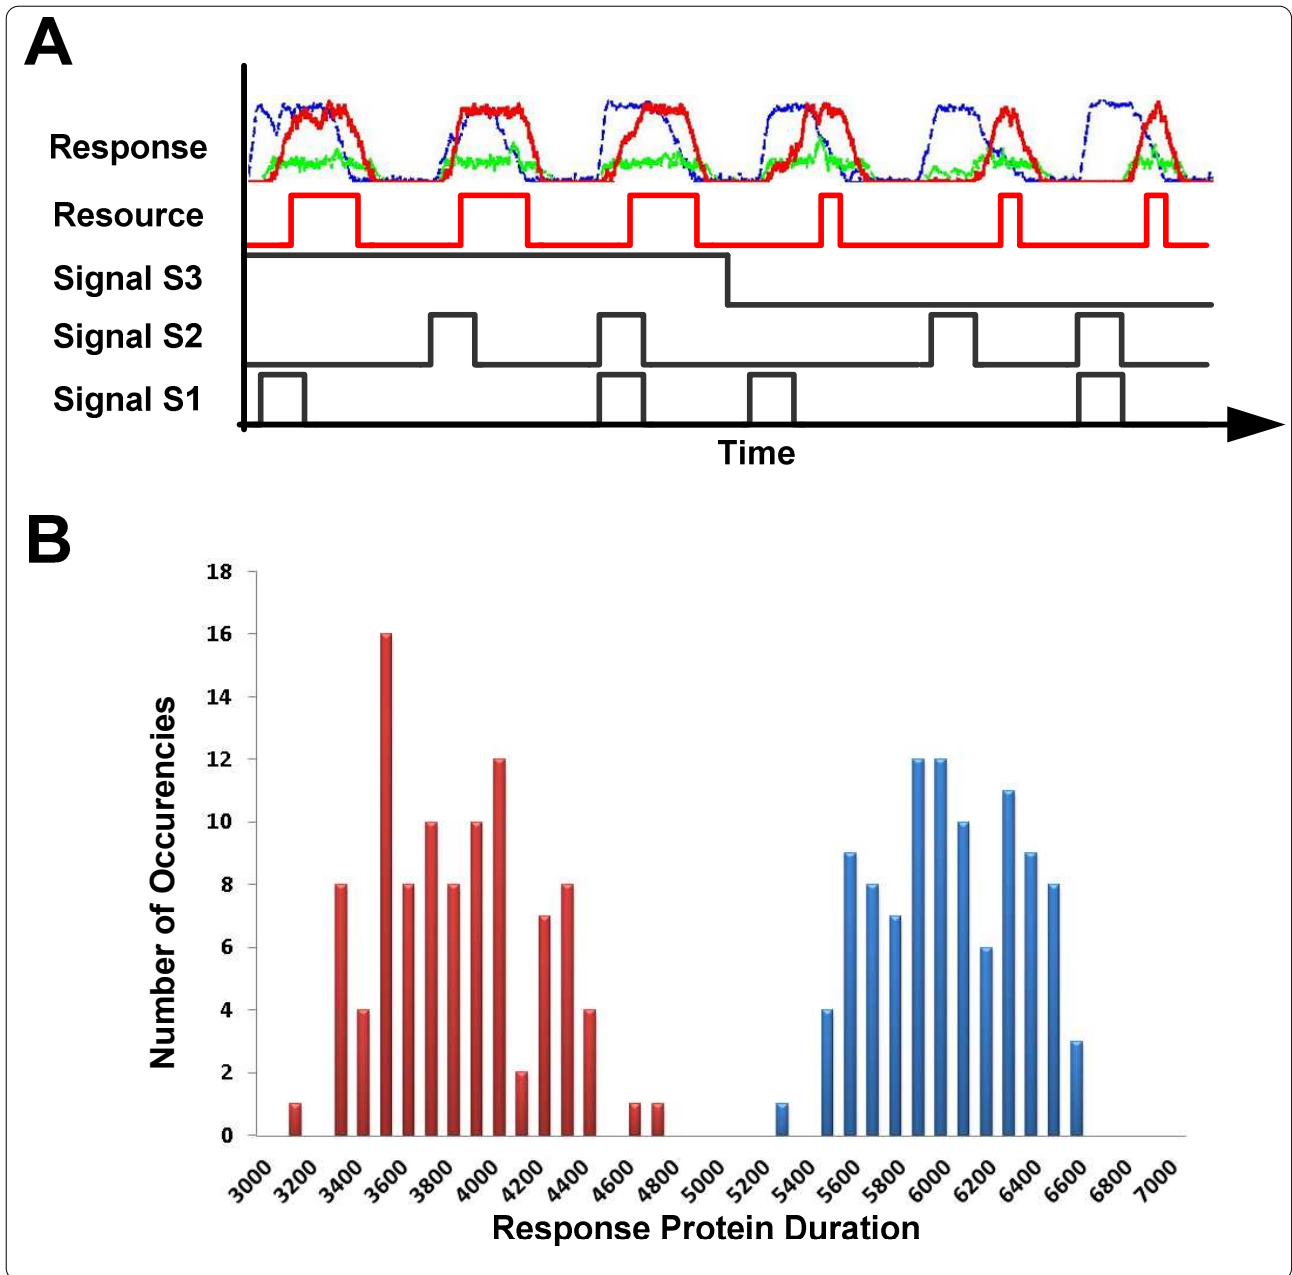 A
Response
Resource
Signal S3
Signal S2
Signal S1
Time
B
18
16
14
12
10
8
6
4
2
0
Number of Occurencies
3000 3200 3400 3600 3800 4000 4200 4400 4600 4800 5000 5200 5400 5600 5800 6000 6200 6400 6600 6800 7000
Response Protein Duration